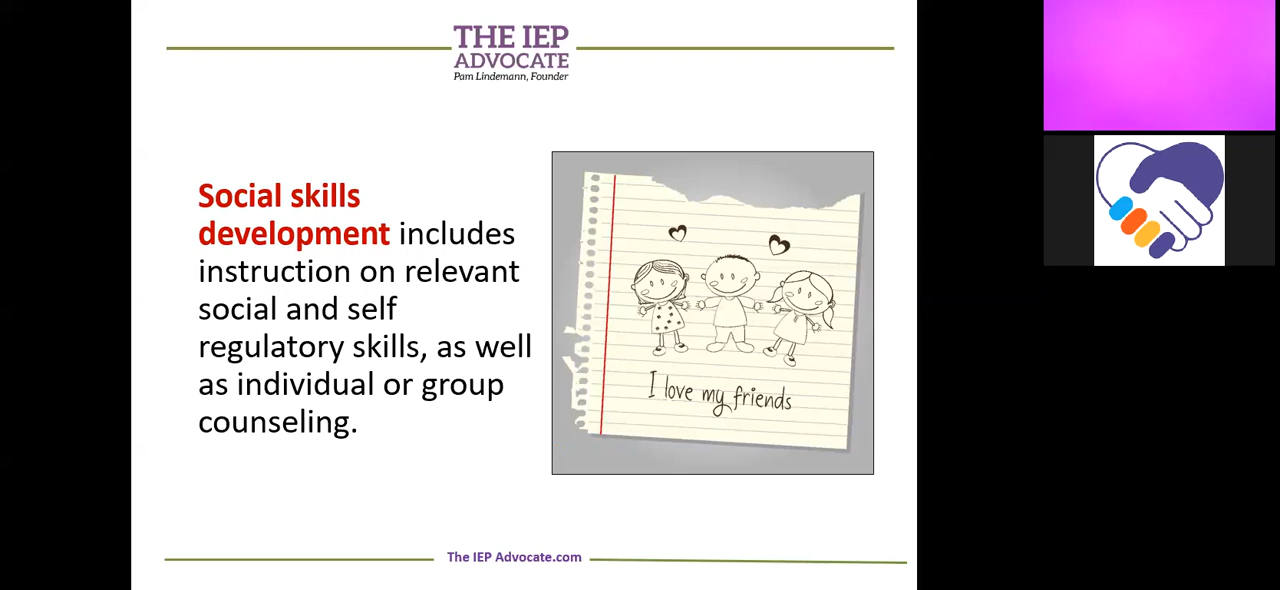 THE IEP
ADVOCATE
Pam Lindemann, Founder
Social skills
development includes
instruction on relevant
social and self
regulatory skills, as well
as individual or group
counseling.
I love my friends
The IEP Advocate.com